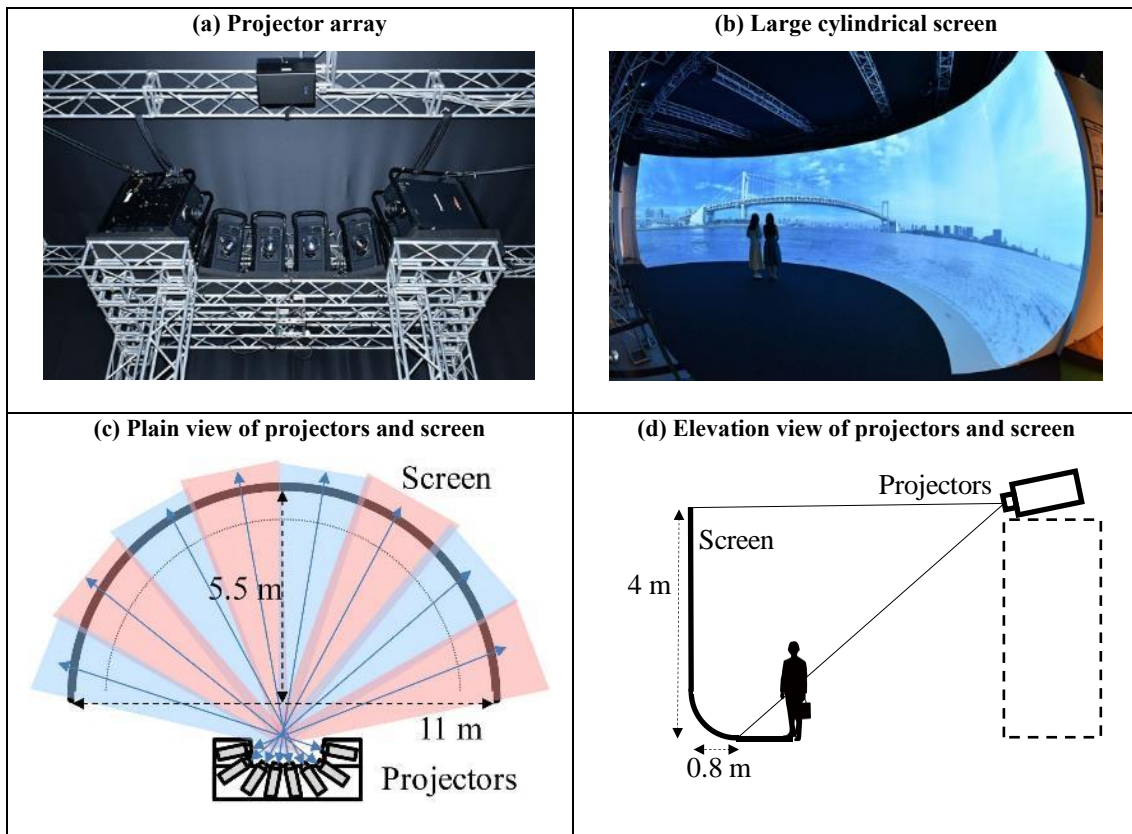 (a) Projector array
(b) Large cylindrical screen
(c) Plain view of projectors and screen
(d) Elevation view of projectors and screen
Screen
5.5 m
11 m
Projectors
Projectors
Screen
4 m
0.8 m